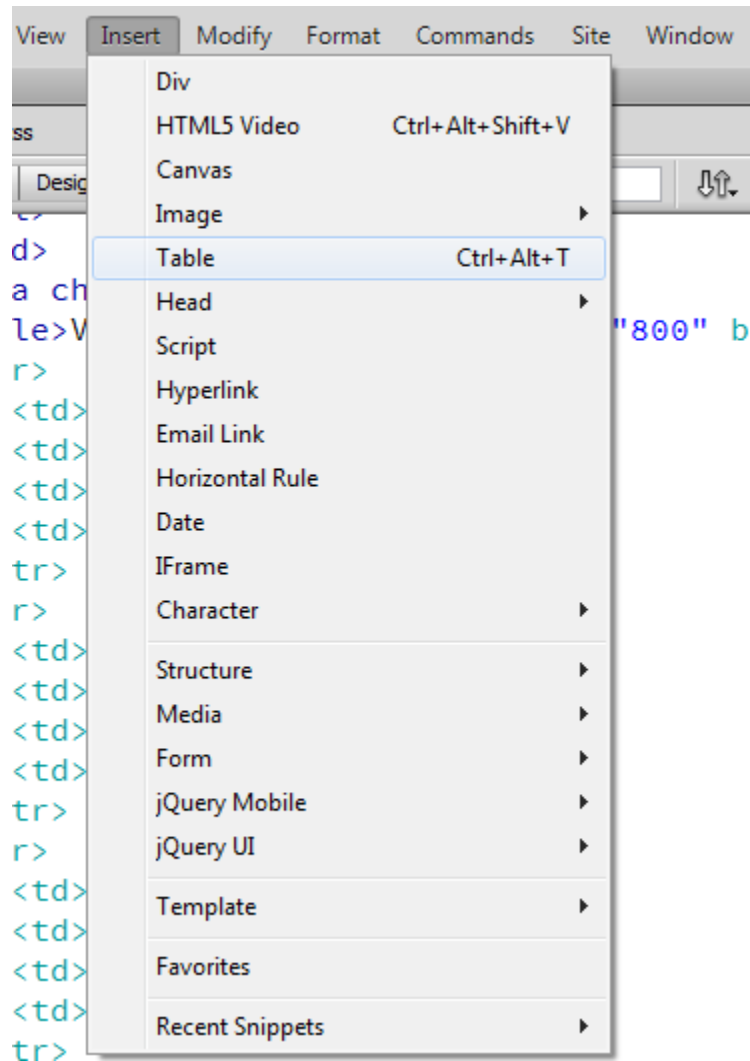 View Insert Modify Format Commands Site Window
Div
ss HTML5 Video Ctrl+Alt+Shift+V
Canvas
Desig
Image
d> Table Ctrl+Alt+T
a ch Head
le>V "800" b
Script
r>
Hyperlink
<td>
Email Link
<td>
Horizontal Rule
<td>
Date
<td>
IFrame
tr>
r> Character
<td>
Structure
<td>
Media
<td>
Form
<td>
jQuery Mobile
tr>
r> jQuery UI
<td>
Template
<td>
Favorites
<td>
<td>
Recent Snippets
tr>